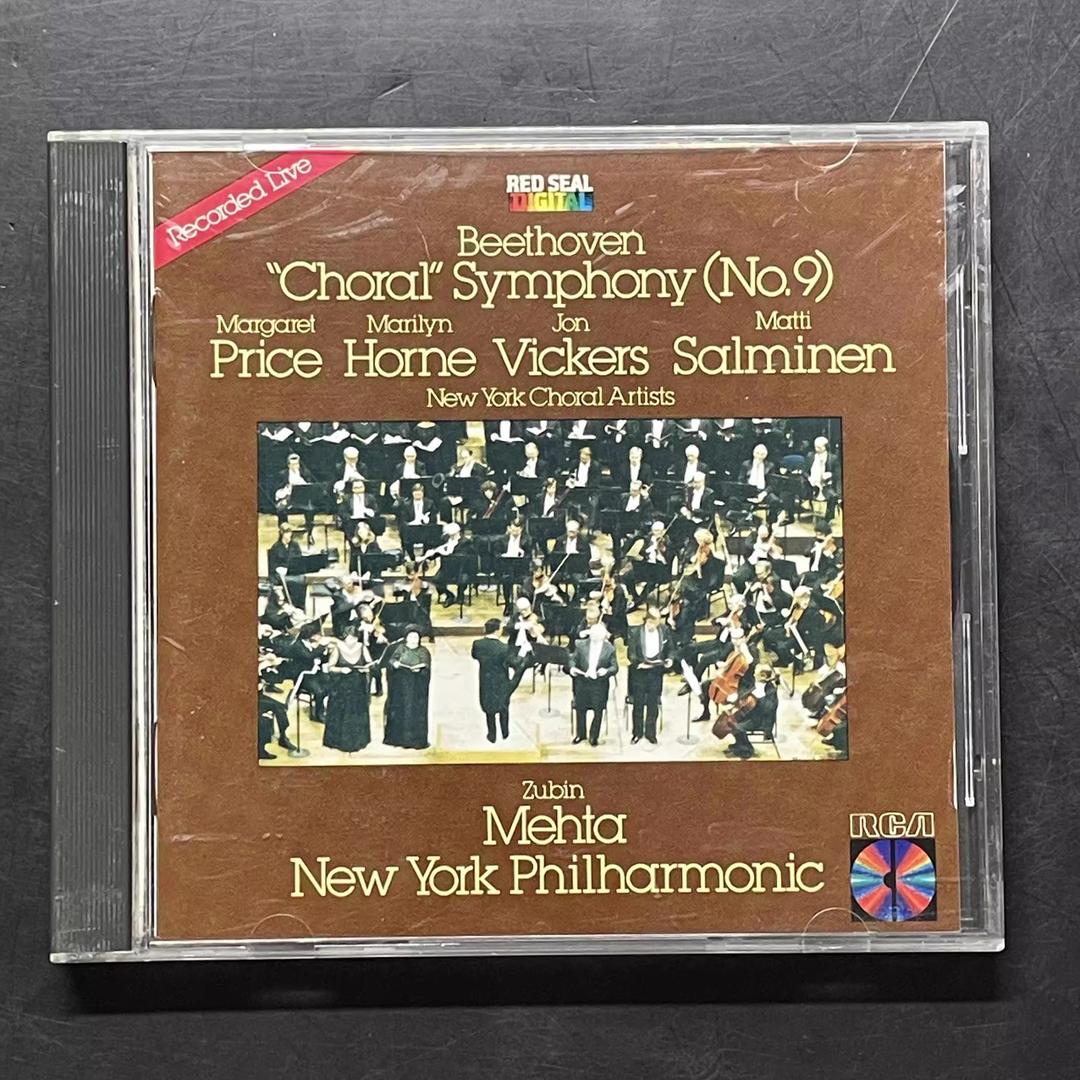 Recorded Live
RED SEAL
DIGITAL
Beethoven
"Choral" Symphony (No.9)
Margaret Marilyn Jon Matti
Price Horne Vickers Salminen
New York Choral Artists
Zubin
Mehta
New York Philharmonic
RCA